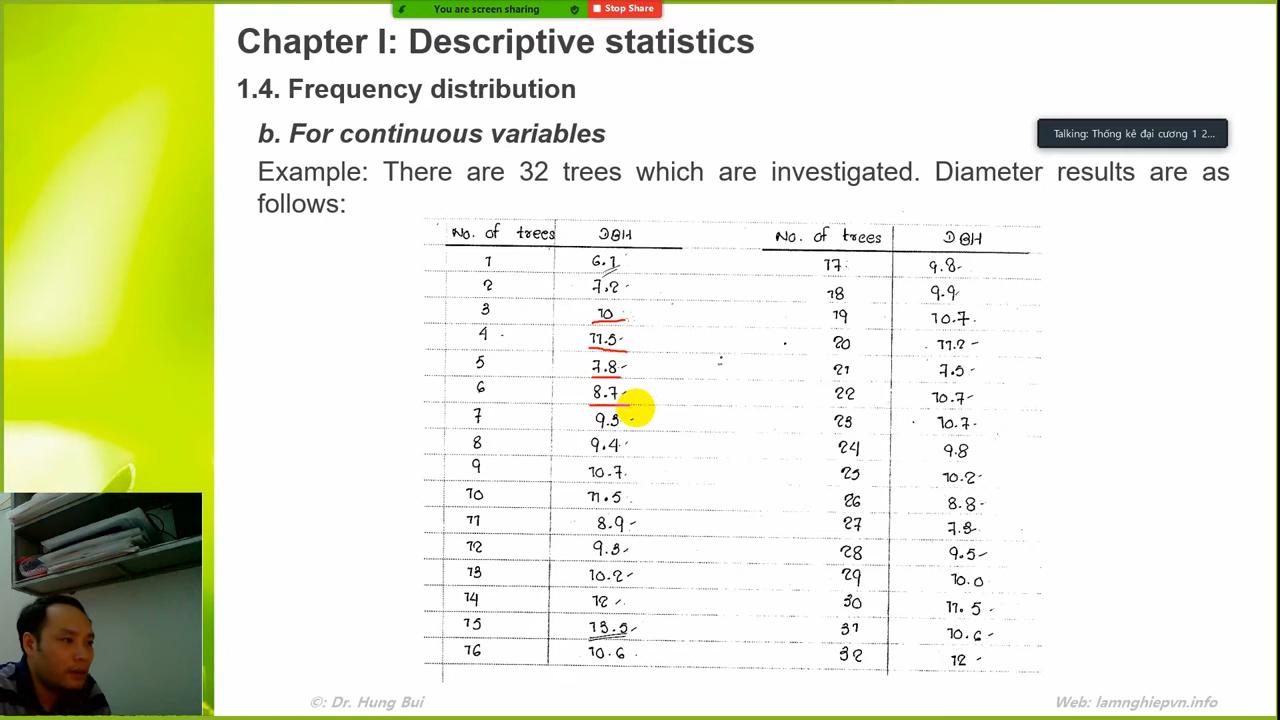 You are screen sharing Stop Share
Chapter I: Descriptive statistics
1.4. Frequency distribution
b. For continuous variables
Talking: Thống kê đại cương 1 2...
Example: There are 32 trees which are investigated. Diameter results are as
follows:
No. of trees DBH No. of trees DBH
1 6.1 17 9.8
2 7.2 18 9.9
3 10 19 10.7
4 11.5 20 11.2
5 7.8 21 7.5
6 8.7 22 10.7
7 9.5 23 10.7
8 9.4 24 9.8
9 10.7 25 10.2
10 11.5 26 8.8
11 8.9 27 7.3
12 9.3 28 9.5
13 10.2 29 10.0
14 12 30 11.5
15 13.5 31 10.6
16 10.6 32 12
©: Dr. Hung Bui Web: lamnghiepvn.info